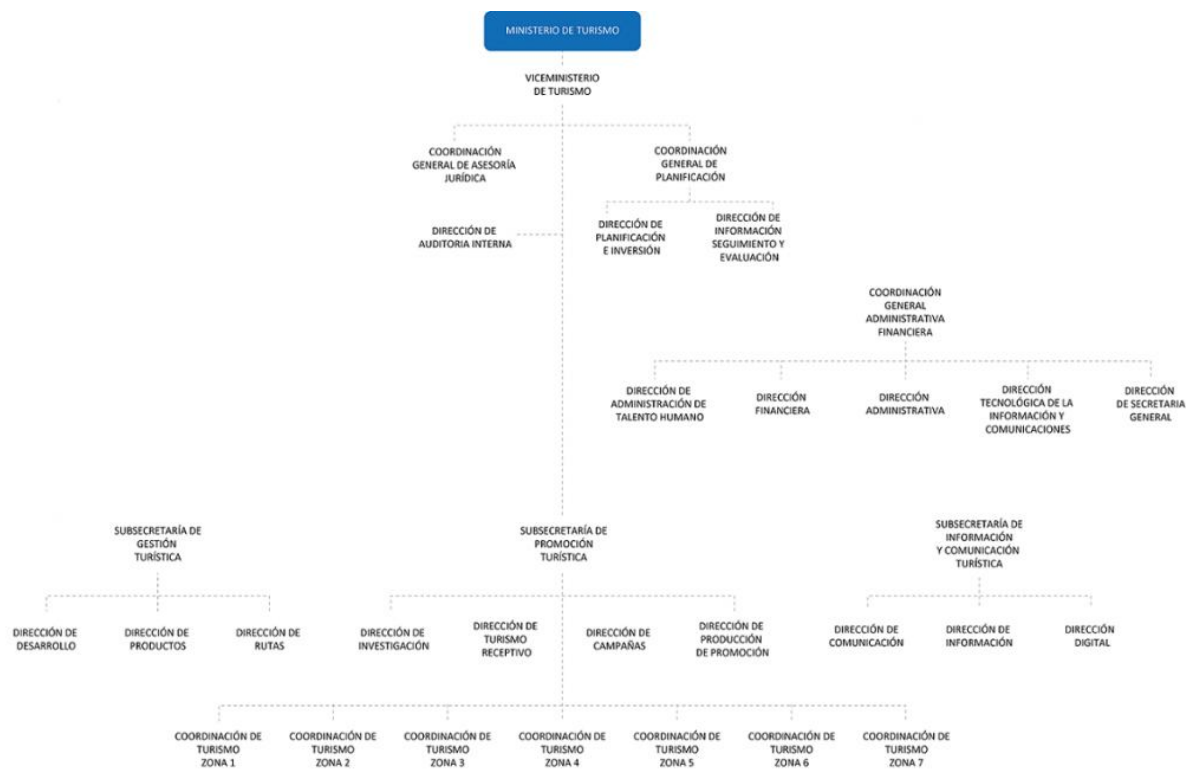 MINISTERIO DE TURISMO
VICEMINISTERIO
DE TURISMO
COORDINACIÓN
GENERAL DE ASESORÍA
JURÍDICA
COORDINACIÓN
GENERAL DE
PLANIFICACIÓN
DIRECCIÓN DE
AUDITORIA INTERNA
DIRECCIÓN DE
PLANIFICACIÓN
E INVERSIÓN
DIRECCIÓN DE
INFORMACIÓN
SEGUIMIENTO Y
EVALUACIÓN
COORDINACIÓN
GENERAL
ADMINISTRATIVA
FINANCIERA
DIRECCIÓN DE
ADMINISTRACIÓN DE
TALENTO HUMANO
DIRECCIÓN
FINANCIERA
DIRECCIÓN
ADMINISTRATIVA
DIRECCIÓN
TECNOLÓGICA DE LA
INFORMACIÓN Y
COMUNICACIONES
DIRECCIÓN
DE SECRETARIA
GENERAL
SUBSECRETARÍA DE
GESTIÓN
TURÍSTICA
SUBSECRETARÍA DE
PROMOCIÓN
TURÍSTICA
SUBSECRETARÍA DE
INFORMACIÓN
Y COMUNICACIÓN
TURÍSTICA
DIRECCIÓN DE
DESARROLLO
DIRECCIÓN DE
PRODUCTOS
DIRECCIÓN DE
RUTAS
DIRECCIÓN DE
INVESTIGACIÓN
DIRECCIÓN DE
TURISMO
RECEPTIVO
DIRECCIÓN DE
CAMPAÑAS
DIRECCIÓN DE
PRODUCCIÓN
DE PROMOCIÓN
DIRECCIÓN DE
COMUNICACIÓN
DIRECCIÓN DE
INFORMACIÓN
DIRECCIÓN
DIGITAL
COORDINACIÓN DE
TURISMO
ZONA 1
COORDINACIÓN DE
TURISMO
ZONA 2
COORDINACIÓN DE
TURISMO
ZONA 3
COORDINACIÓN DE
TURISMO
ZONA 4
COORDINACIÓN DE
TURISMO
ZONA 5
COORDINACIÓN DE
TURISMO
ZONA 6
COORDINACIÓN DE
TURISMO
ZONA 7